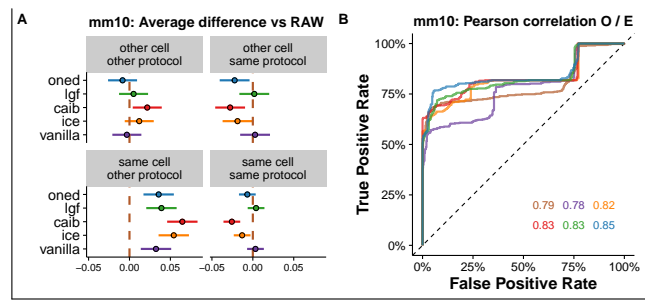 A
mm10: Average difference vs RAW
other cell
other protocol
other cell
same protocol
oned
lgf
caib
ice
vanilla
same cell
other protocol
same cell
same protocol
oned
lgf
caib
ice
vanilla
−0.05 0.00 0.05 −0.05 0.00 0.05
B
mm10: Pearson correlation O / E
True Positive Rate
100%
75%
50%
25%
0%
0.79 0.78 0.82
0.83 0.83 0.85
0% 25% 50% 75% 100%
False Positive Rate